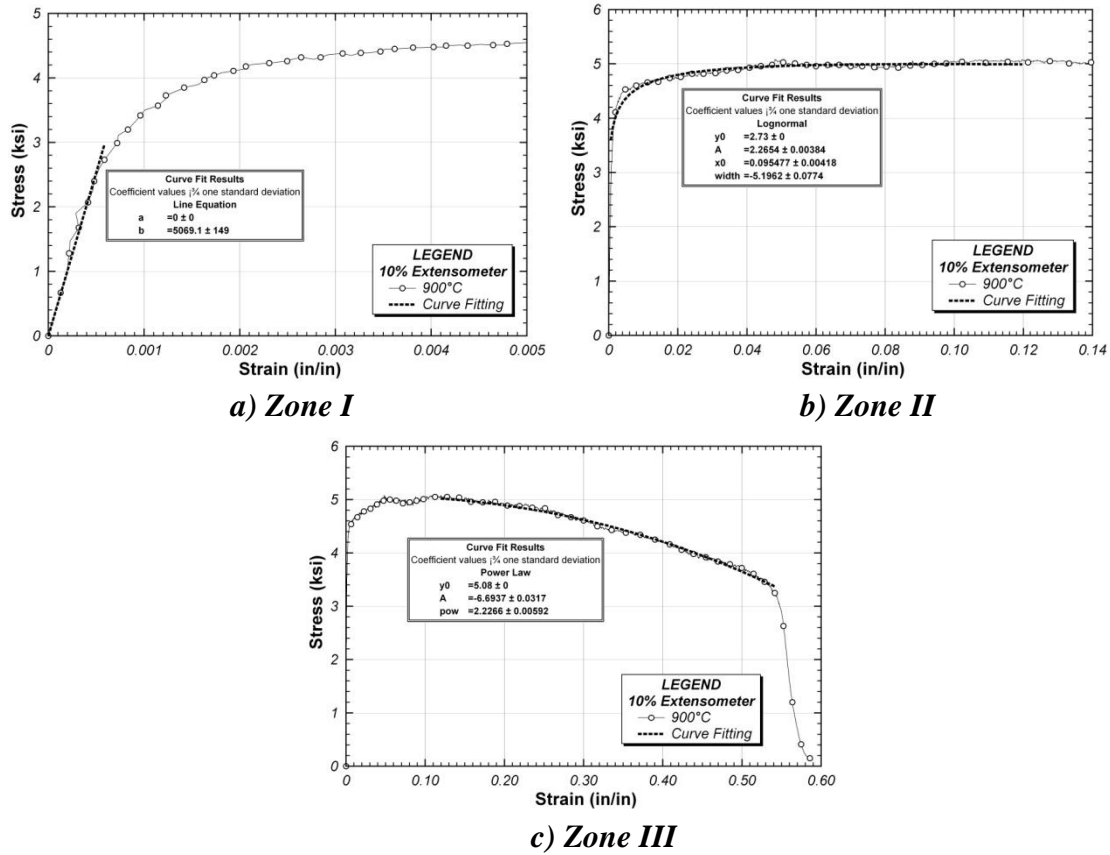 5
4
3
2
1
0
Stress (ksi)
Curve Fit Results
Coefficient values ¡¾ one standard deviation
Line Equation
a =0 ± 0
b =5069.1 ± 149
LEGEND
10% Extensometer
900°C
Curve Fitting
0 0.001 0.002 0.003 0.004 0.005
Strain (in/in)
a) Zone I
6
5
4
3
2
1
0
Stress (ksi)
Curve Fit Results
Coefficient values ¡¾ one standard deviation
Lognormal
y0 =2.73 ± 0
A =2.2654 ± 0.00384
x0 =0.095477 ± 0.00418
width =-5.1962 ± 0.0774
LEGEND
10% Extensometer
900°C
Curve Fitting
0 0.02 0.04 0.06 0.08 0.10 0.12 0.14
Strain (in/in)
b) Zone II
6
5
4
3
2
1
0
Stress (ksi)
Curve Fit Results
Coefficient values ¡¾ one standard deviation
Power Law
y0 =5.08 ± 0
A =-6.6937 ± 0.0317
pow =2.2266 ± 0.00592
LEGEND
10% Extensometer
900°C
Curve Fitting
0 0.10 0.20 0.30 0.40 0.50 0.60
Strain (in/in)
c) Zone III